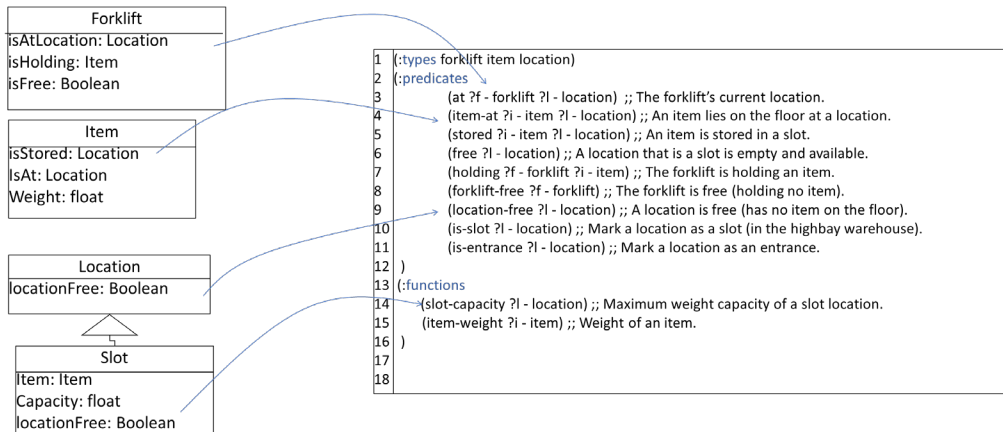 Forklift
isAtLocation: Location
isHolding: Item
isFree: Boolean
Item
isStored: Location
IsAt: Location
Weight: float
Location
locationFree: Boolean
Slot
Item: Item
Capacity: float
locationFree: Boolean
1 (:types forklift item location)
2 (:predicates
3 (at ?f - forklift ?l - location) ;; The forklift's current location.
4 (item-at ?i - item ?l - location) ;; An item lies on the floor at a location.
5 (stored ?i - item ?l - location) ;; An item is stored in a slot.
6 (free ?l - location) ;; A location that is a slot is empty and available.
7 (holding ?f - forklift ?i - item) ;; The forklift is holding an item.
8 (forklift-free ?f - forklift) ;; The forklift is free (holding no item).
9 (location-free ?l - location) ;; A location is free (has no item on the floor).
10 (is-slot ?l - location) ;; Mark a location as a slot (in the highbay warehouse).
11 (is-entrance ?l - location) ;; Mark a location as an entrance.
12 )
13 (:functions
14 (slot-capacity ?l - location) ;; Maximum weight capacity of a slot location.
15 (item-weight ?i - item) ;; Weight of an item.
16 )
17
18